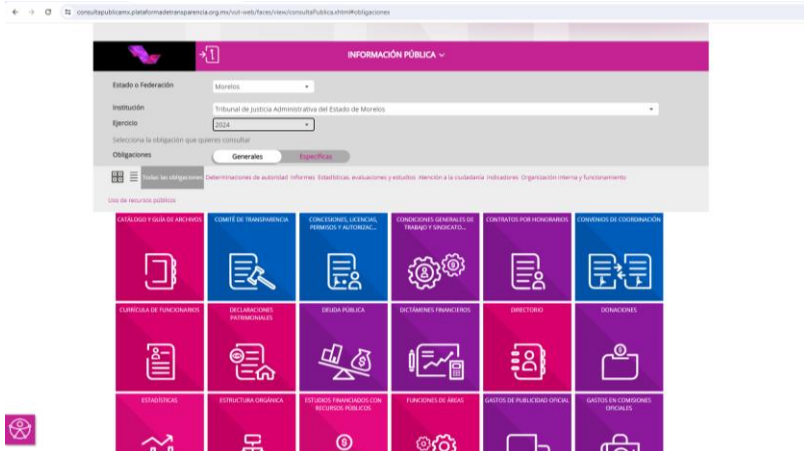 consultapublicamx.plataformadetransparencia.org.mx/vut-web/faces/view/consultaPublica.xhtml#obligaciones
INFORMACIÓN PÚBLICA
Estado o Federación
Morelos
Institución
Tribunal de Justicia Administrativa del Estado de Morelos
Ejercicio
2024
Selecciona la obligación que quieres consultar
Obligaciones
Generales
Específicas
Todas las obligaciones Determinaciones de autoridad Informes Estadísticas, evaluaciones y estudios Atención a la ciudadanía Indicadores Organización interna y funcionamiento
Uso de recursos públicos
CATÁLOGO Y GUÍA DE ARCHIVOS
COMITÉ DE TRANSPARENCIA
CONCESIONES, LICENCIAS,
PERMISOS Y AUTORIZAC...
CONDICIONES GENERALES DE
TRABAJO Y SINDICATO...
CONTRATOS POR HONORARIOS
CONVENIOS DE COORDINACIÓN
CURRÍCULA DE FUNCIONARIOS
DECLARACIONES
PATRIMONIALES
DEUDA PÚBLICA
DICTÁMENES FINANCIEROS
DIRECTORIO
DONACIONES
ESTADÍSTICAS
ESTRUCTURA ORGÁNICA
ESTUDIOS FINANCIADOS CON
RECURSOS PÚBLICOS
FUNCIONES DE ÁREAS
GASTOS DE PUBLICIDAD OFICIAL
GASTOS EN COMISIONES
OFICIALES